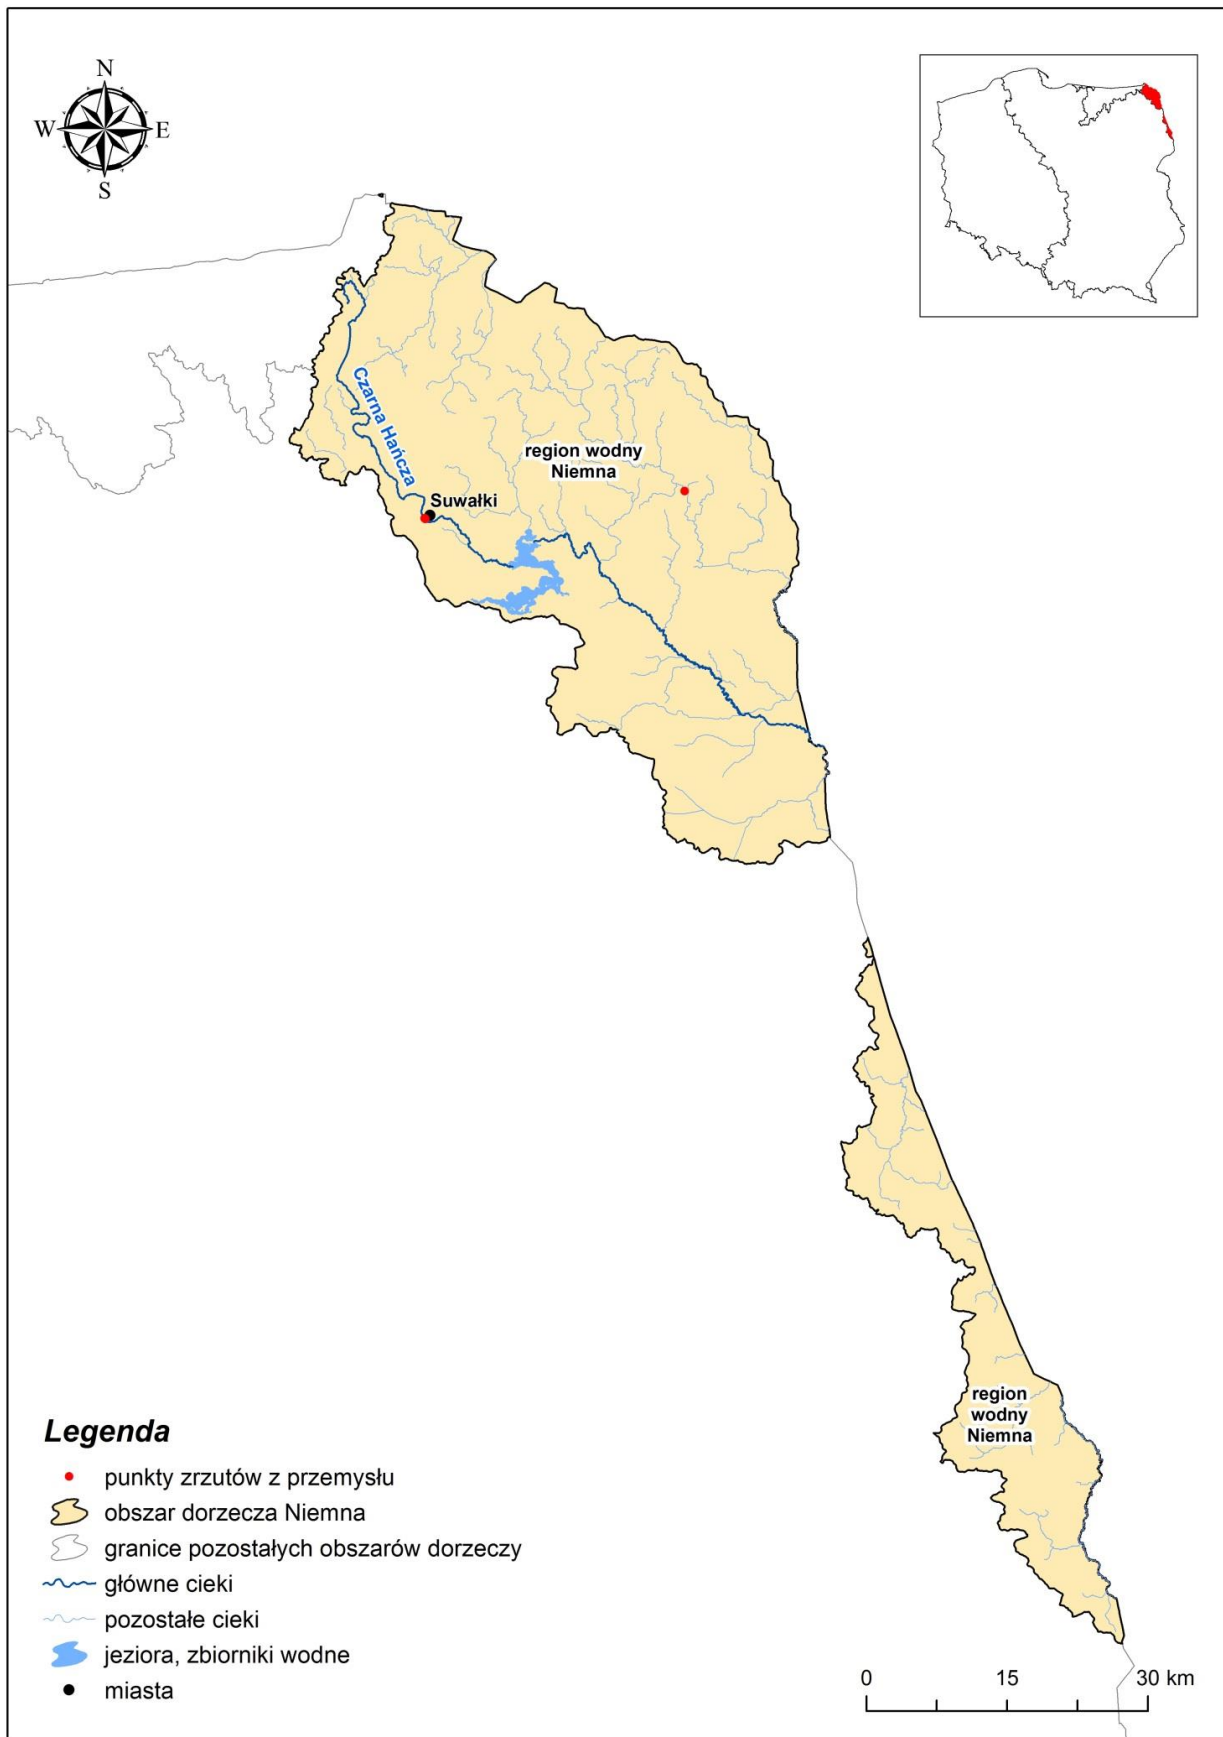 N
W
E
S
Czarna Hańcza
region wodny
Niemna
Suwałki
region
wodny
Niemna
Legenda
punkty zrzutów z przemysłu
obszar dorzecza Niemna
granice pozostałych obszarów dorzeczy
główne cieki
pozostałe cieki
jeziora, zbiorniki wodne
miasta
0 15 30 km